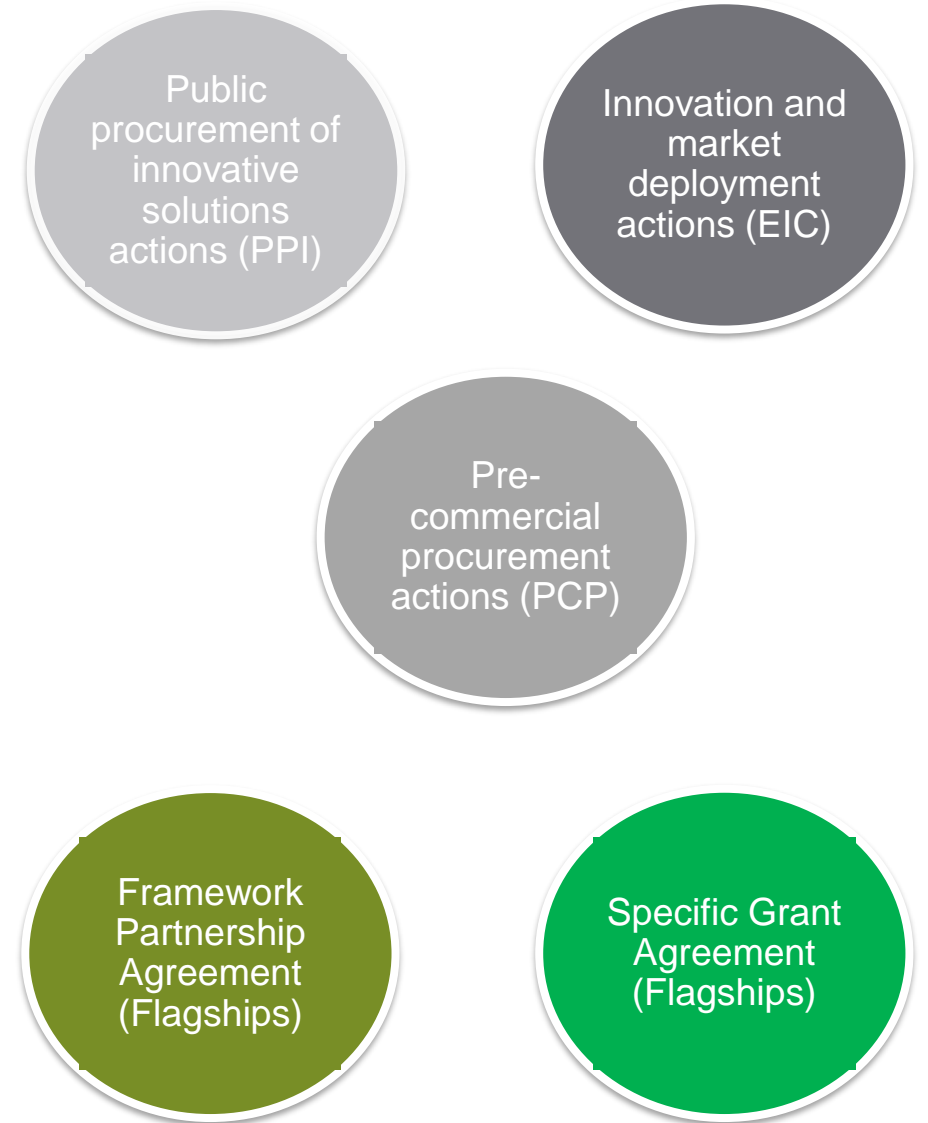 Public
procurement of
innovative
solutions
actions (PPI)
Innovation and
market
deployment
actions (EIC)
Pre-
commercial
procurement
actions (PCP)
Framework
Partnership
Agreement
(Flagships)
Specific Grant
Agreement
(Flagships)